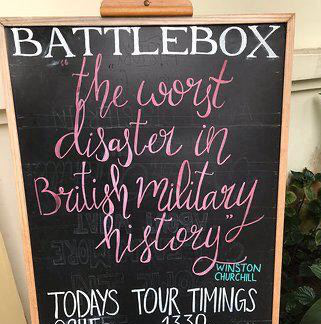 BATTLEBOX
"the worst
disaster in
British military
history"
WINSTON
CHURCHILL
TODAYS TOUR TIMINGS
1330